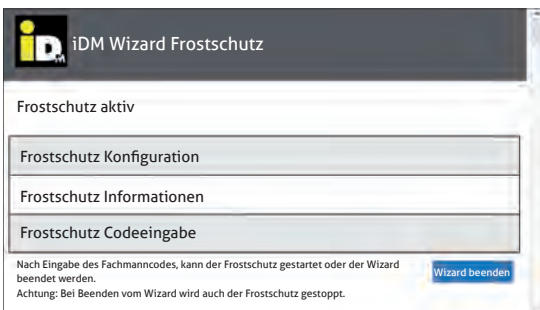 iDM
iDM Wizard Frostschutz
Frostschutz aktiv
Frostschutz Konfiguration
Frostschutz Informationen
Frostschutz Codeeingabe
Nach Eingabe des Fachmanncodes, kann der Frostschutz gestartet oder der Wizard
beendet werden.
Achtung: Bei Beenden vom Wizard wird auch der Frostschutz gestoppt.
Wizard beenden